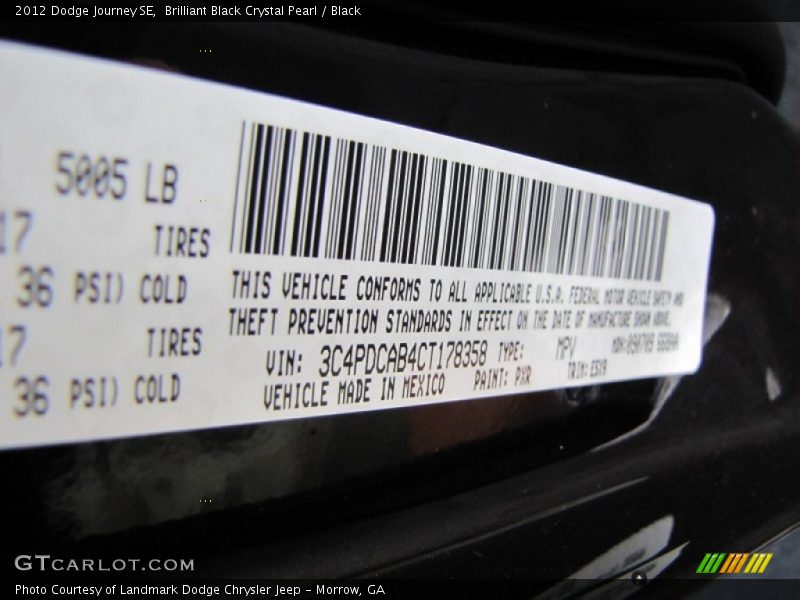 2012 Dodge Journey SE,  Brilliant Black Crystal Pearl / Black
5005 LB
17 TIRES
36 PSI) COLD
17 TIRES
36 PSI) COLD
THIS VEHICLE CONFORMS TO ALL APPLICABLE U.S.A. FEDERAL MOTOR VEHICLE SAFETY AND
THEFT PREVENTION STANDARDS IN EFFECT ON THE DATE OF MANUFACTURE SHOWN ABOVE.
VIN: 3C4PDCAB4CT178358 TYPE: MPV
VEHICLE MADE IN MEXICO PAINT: PXR TRIM:
GTCARLOT.COM
Photo Courtesy of Landmark Dodge Chrysler Jeep - Morrow, GA